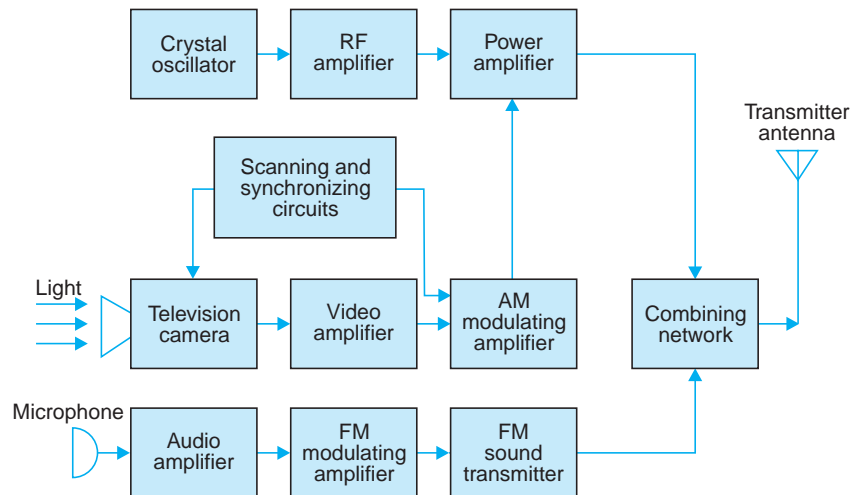 Crystal
oscillator
RF
amplifier
Power
amplifier
Transmitter
antenna
Scanning and
synchronizing
circuits
Light
Television
camera
Video
amplifier
AM
modulating
amplifier
Combining
network
Microphone
Audio
amplifier
FM
modulating
amplifier
FM
sound
transmitter